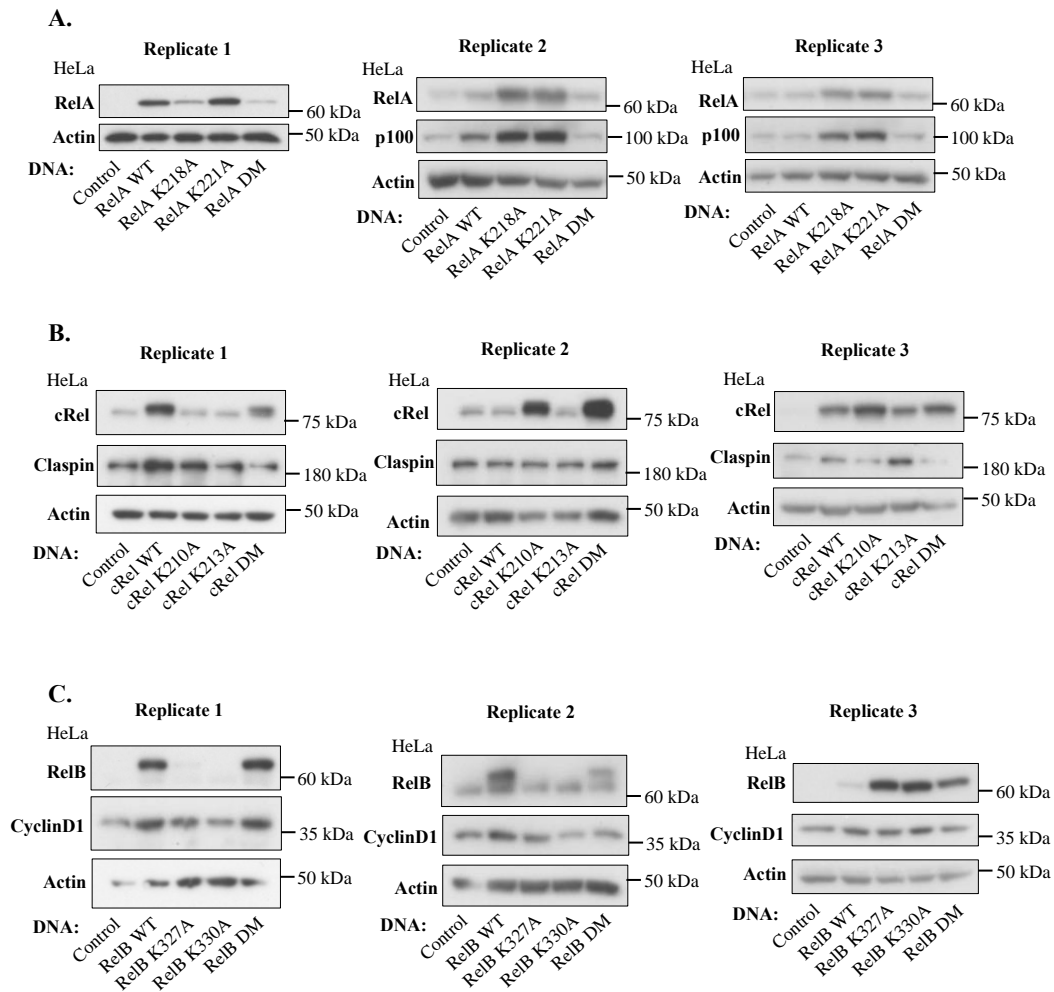 A.
Replicate 1
HeLa
RelA
60 kDa
Actin
50 kDa
DNA:
Control
RelA WT
RelA K218A
RelA K221A
RelA DM
Replicate 2
HeLa
RelA
60 kDa
p100
100 kDa
Actin
50 kDa
DNA:
Control
RelA WT
RelA K218A
RelA K221A
RelA DM
Replicate 3
HeLa
RelA
60 kDa
p100
100 kDa
Actin
50 kDa
DNA:
Control
RelA WT
RelA K218A
RelA K221A
RelA DM
B.
Replicate 1
HeLa
cRel
75 kDa
Claspin
180 kDa
Actin
50 kDa
DNA:
Control
cRel WT
cRel K210A
cRel K213A
cRel DM
Replicate 2
HeLa
cRel
75 kDa
Claspin
180 kDa
Actin
50 kDa
DNA:
Control
cRel WT
cRel K210A
cRel K213A
cRel DM
Replicate 3
HeLa
cRel
75 kDa
Claspin
180 kDa
Actin
50 kDa
DNA:
Control
cRel WT
cRel K210A
cRel K213A
cRel DM
C.
Replicate 1
HeLa
RelB
60 kDa
CyclinD1
35 kDa
Actin
50 kDa
DNA:
Control
RelB WT
RelB K327A
RelB K330A
RelB DM
Replicate 2
HeLa
RelB
60 kDa
CyclinD1
35 kDa
Actin
50 kDa
DNA:
Control
RelB WT
RelB K327A
RelB K330A
RelB DM
Replicate 3
HeLa
RelB
60 kDa
CyclinD1
35 kDa
Actin
50 kDa
DNA:
Control
RelB WT
RelB K327A
RelB K330A
RelB DM